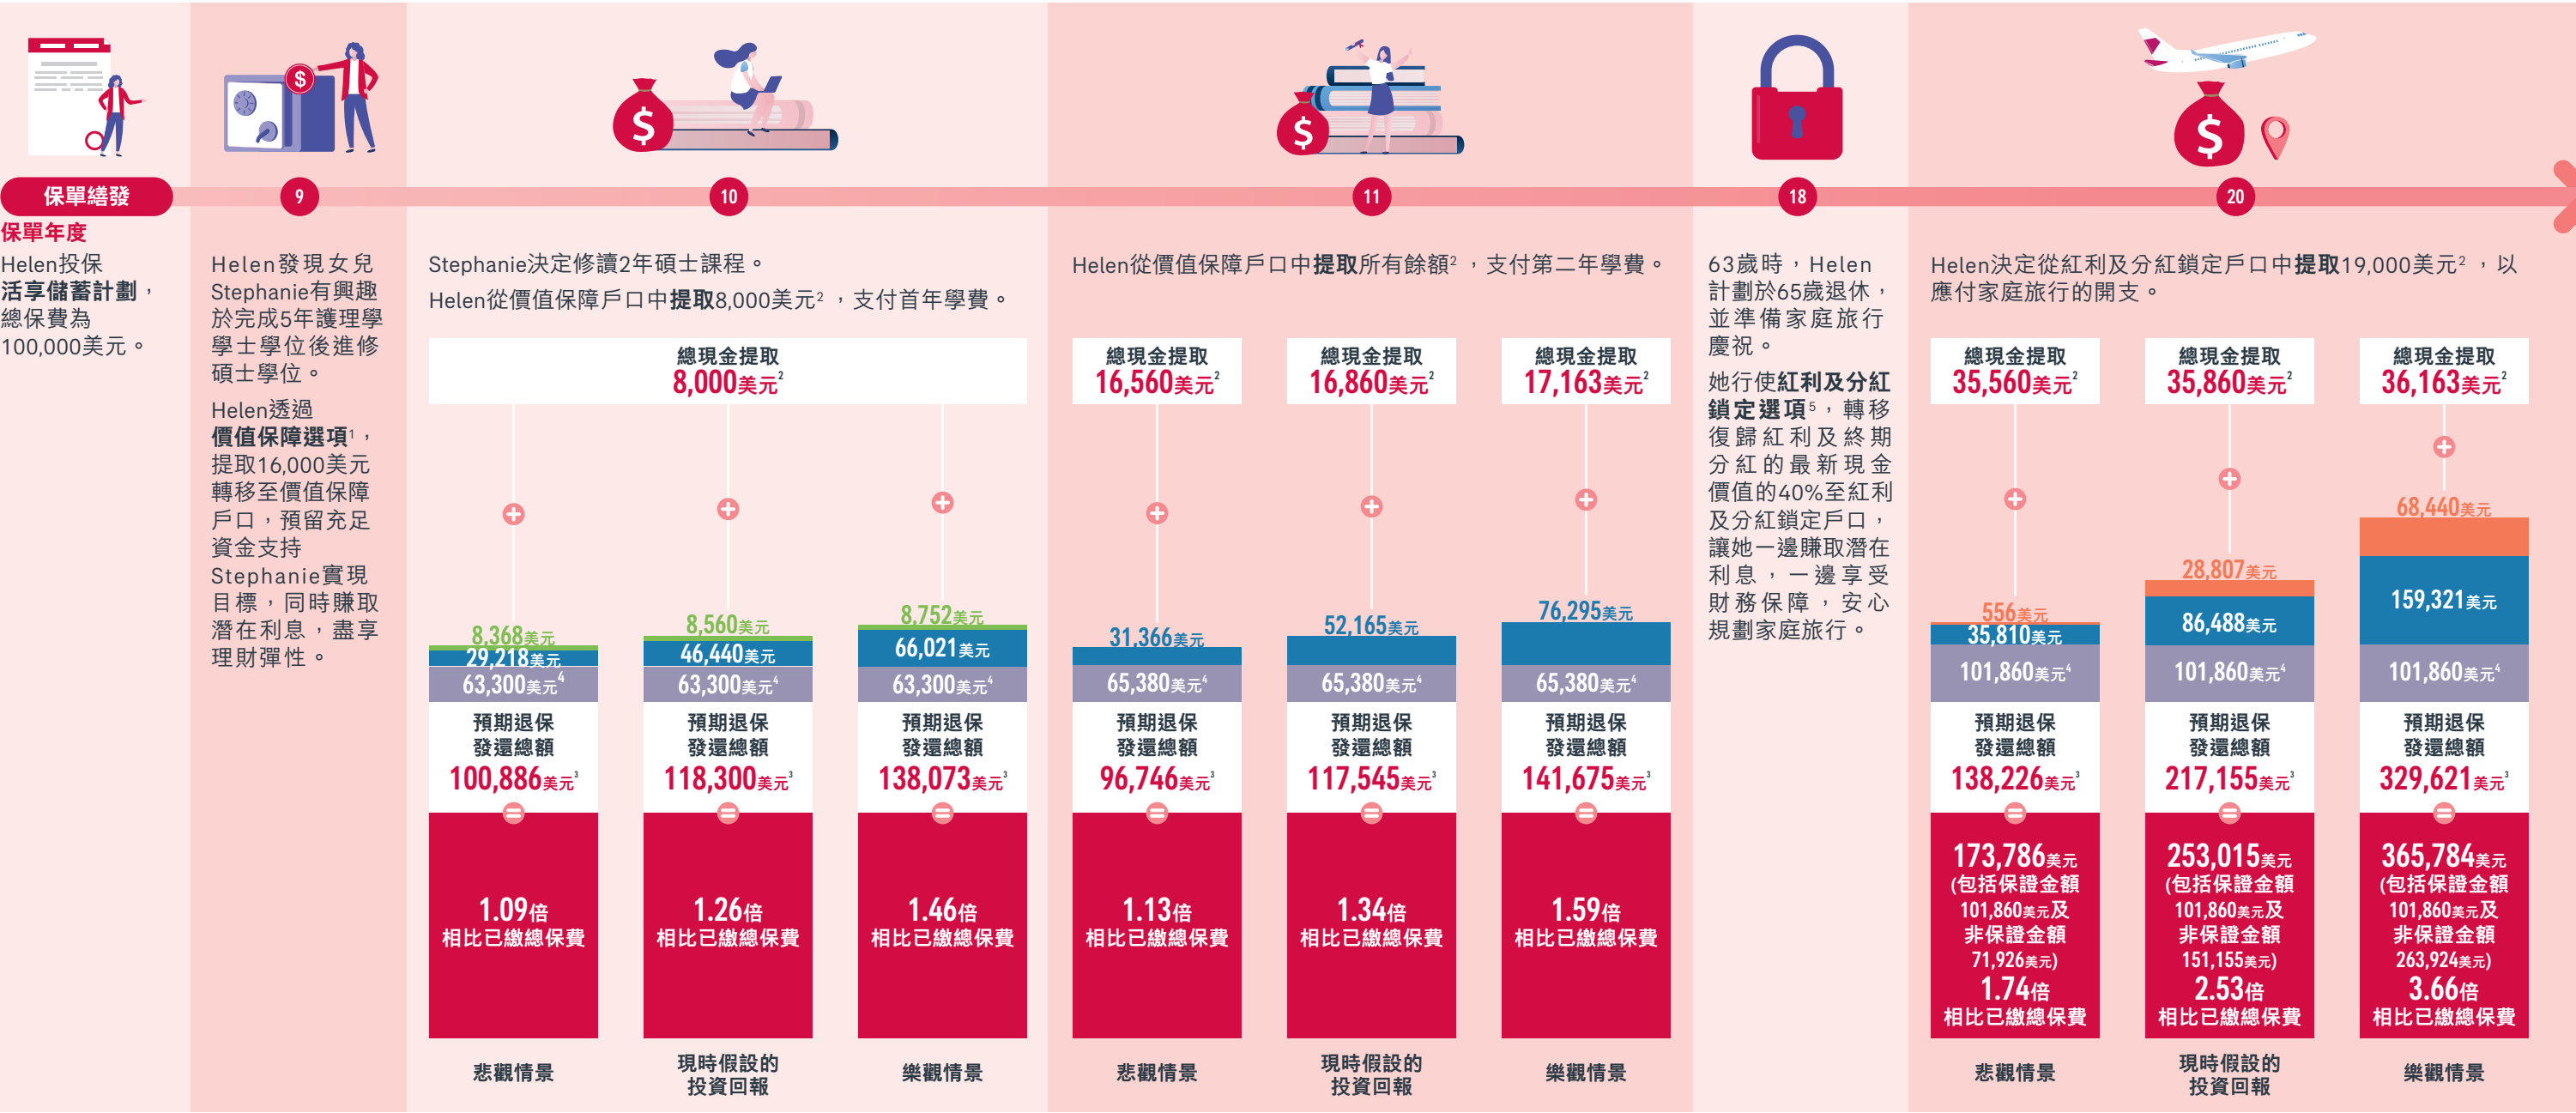 保單繕發
保單年度
Helen投保
活享儲蓄計劃，
總保費為
100,000美元。
$
9
Helen發現女兒
Stephanie有興趣
於完成5年護理學
學士學位後進修
碩士學位。
Helen透過
價值保障選項1，
提取16,000美元
轉移至價值保障
戶口，預留充足
資金支持
Stephanie實現
目標，同時賺取
潛在利息，盡享
理財彈性。
$
10
Stephanie決定修讀2年碩士課程。
Helen從價值保障戶口中提取8,000美元2，支付首年學費。
總現金提取
8,000美元2
8,368美元
29,218美元
63,300美元4
預期退保
發還總額
100,886美元3
1.09倍
相比已繳總保費
悲觀情景
8,560美元
46,440美元
63,300美元4
預期退保
發還總額
118,300美元3
1.26倍
相比已繳總保費
現時假設的
投資回報
8,752美元
66,021美元
63,300美元4
預期退保
發還總額
138,073美元3
1.46倍
相比已繳總保費
樂觀情景
$
11
Helen從價值保障戶口中提取所有餘額2，支付第二年學費。
總現金提取
16,560美元2
31,366美元
65,380美元4
預期退保
發還總額
96,746美元3
1.13倍
相比已繳總保費
悲觀情景
總現金提取
16,860美元2
52,165美元
65,380美元4
預期退保
發還總額
117,545美元3
1.34倍
相比已繳總保費
現時假設的
投資回報
總現金提取
17,163美元2
76,295美元
65,380美元4
預期退保
發還總額
141,675美元3
1.59倍
相比已繳總保費
樂觀情景
18
63歲時，Helen
計劃於65歲退休，
並準備家庭旅行
慶祝。
她行使紅利及分紅
鎖定選項5，轉移
復歸紅利及終期
分紅的最新現金
價值的40%至紅利
及分紅鎖定戶口，
讓她一邊賺取潛在
利息，一邊享受
財務保障，安心
規劃家庭旅行。
$
20
Helen決定從紅利及分紅鎖定戶口中提取19,000美元2，以
應付家庭旅行的開支。
總現金提取
35,560美元2
556美元
35,810美元
101,860美元4
預期退保
發還總額
138,226美元3
173,786美元
(包括保證金額
101,860美元及
非保證金額
71,926美元)
1.74倍
相比已繳總保費
悲觀情景
總現金提取
35,860美元2
28,807美元
86,488美元
101,860美元4
預期退保
發還總額
217,155美元3
253,015美元
(包括保證金額
101,860美元及
非保證金額
151,155美元)
2.53倍
相比已繳總保費
現時假設的
投資回報
總現金提取
36,163美元2
68,440美元
159,321美元
101,860美元4
預期退保
發還總額
329,621美元3
365,784美元
(包括保證金額
101,860美元及
非保證金額
263,924美元)
3.66倍
相比已繳總保費
樂觀情景